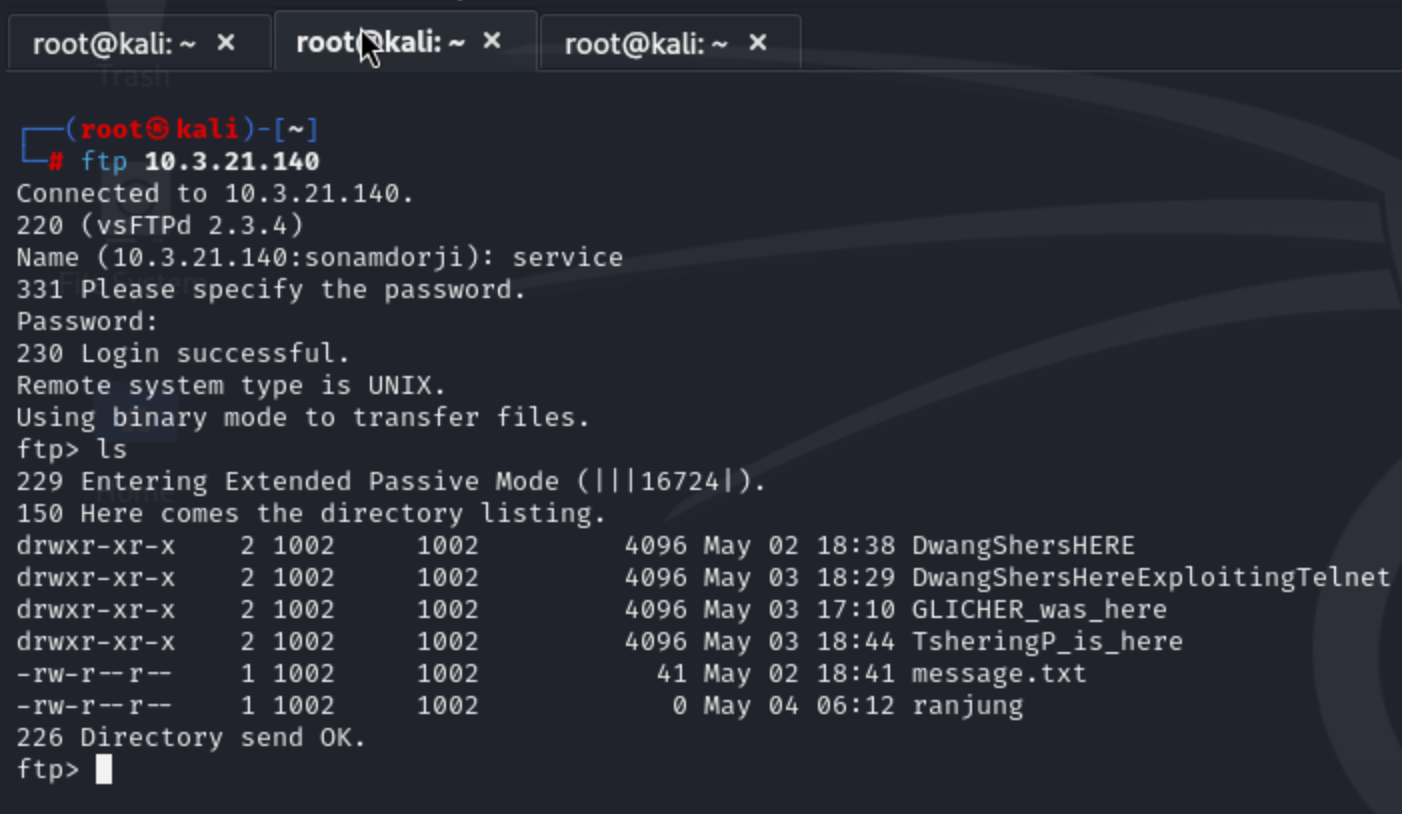 root@kali: ~ × root@kali: ~ × root@kali: ~ ×
Trash
┌──(root㉿kali)-[~]
└─# ftp 10.3.21.140
Connected to 10.3.21.140.
220 (vsFTPd 2.3.4)
Name (10.3.21.140:sonamdorji): service
331 Please specify the password.
Password:
230 Login successful.
Remote system type is UNIX.
Using binary mode to transfer files.
ftp> ls
229 Entering Extended Passive Mode (|||16724|).
150 Here comes the directory listing.
drwxr-xr-x    2 1002     1002         4096 May 02 18:38 DwangShersHERE
drwxr-xr-x    2 1002     1002         4096 May 03 18:29 DwangShersHereExploitingTelnet
drwxr-xr-x    2 1002     1002         4096 May 03 17:10 GLICHER_was_here
drwxr-xr-x    2 1002     1002         4096 May 03 18:44 TsheringP_is_here
-rw-r--r--    1 1002     1002           41 May 02 18:41 message.txt
-rw-r--r--    1 1002     1002            0 May 04 06:12 ranjung
226 Directory send OK.
ftp>